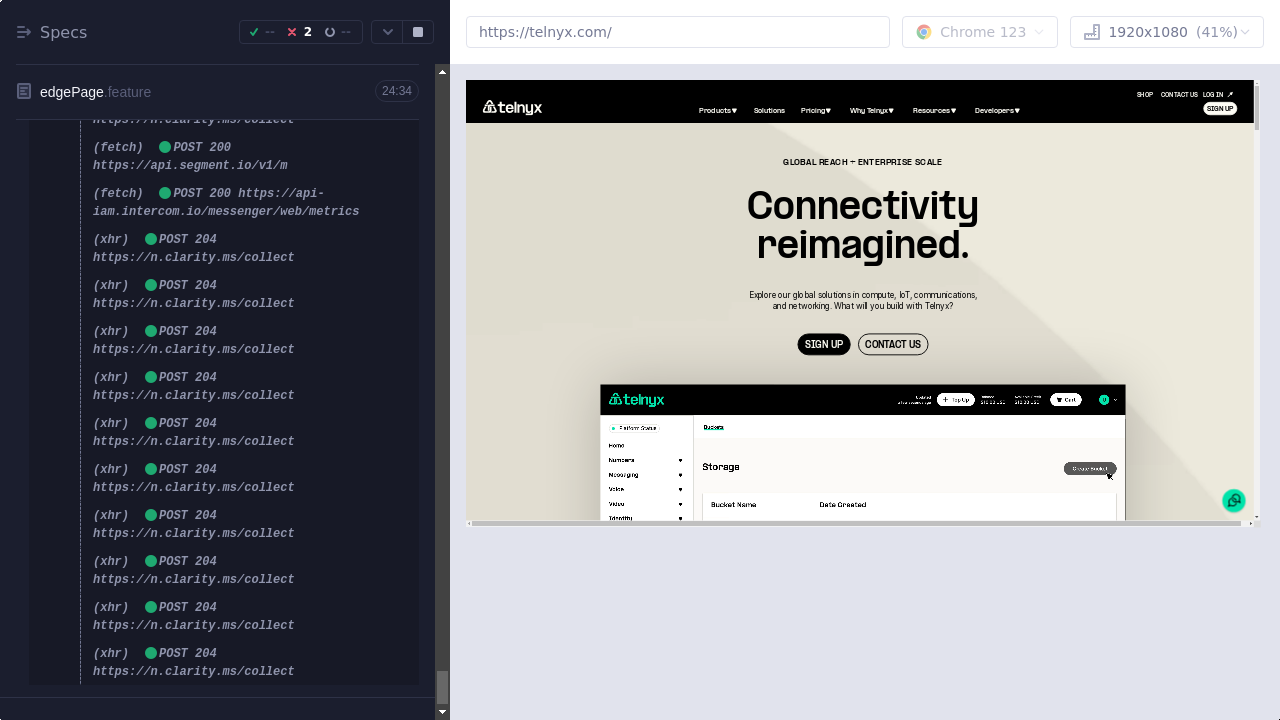 Specs
--
2
--
edgePage.feature
24:34
https://n.clarity.ms/collect
(fetch) POST 200
https://api.segment.io/v1/m
(fetch) POST 200 https://api-
iam.intercom.io/messenger/web/metrics
(xhr) POST 204
https://n.clarity.ms/collect
(xhr) POST 204
https://n.clarity.ms/collect
(xhr) POST 204
https://n.clarity.ms/collect
(xhr) POST 204
https://n.clarity.ms/collect
(xhr) POST 204
https://n.clarity.ms/collect
(xhr) POST 204
https://n.clarity.ms/collect
(xhr) POST 204
https://n.clarity.ms/collect
(xhr) POST 204
https://n.clarity.ms/collect
(xhr) POST 204
https://n.clarity.ms/collect
(xhr) POST 204
https://n.clarity.ms/collect
https://telnyx.com/
Chrome 123
1920x1080 (41%)
SHOP CONTACT US LOG IN
telnyx
Products Solutions Pricing Why Telnyx Resources Developers
SIGN UP
GLOBAL REACH + ENTERPRISE SCALE
Connectivity
reimagined.
Explore our global solutions in compute, IoT, communications,
and networking. What will you build with Telnyx?
SIGN UP CONTACT US
telnyx
Updated
Top Up
Cart
Platform Status
Buckets
Home
Numbers
Storage
Create Bucket
Messaging
Voice
Video
Bucket Name Date Created
Identity